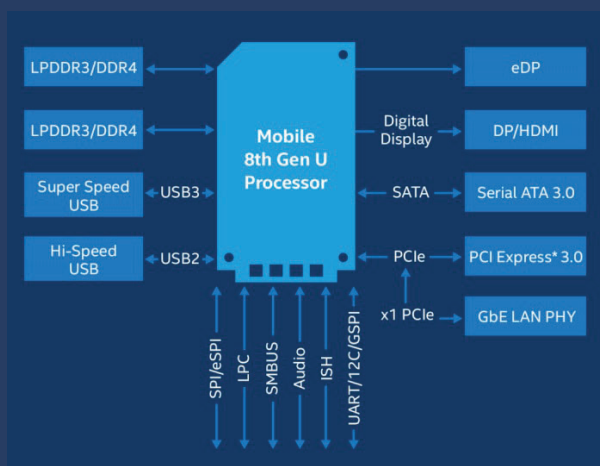 LPDDR3/DDR4
LPDDR3/DDR4
Super Speed
USB
USB3
Hi-Speed
USB
USB2
Mobile
8th Gen U
Processor
eDP
Digital
Display
DP/HDMI
SATA
Serial ATA 3.0
PCIe
PCI Express* 3.0
x1 PCIe
GbE LAN PHY
SPI/eSPI
LPC
SMBUS
Audio
ISH
UART/12C/GSPI